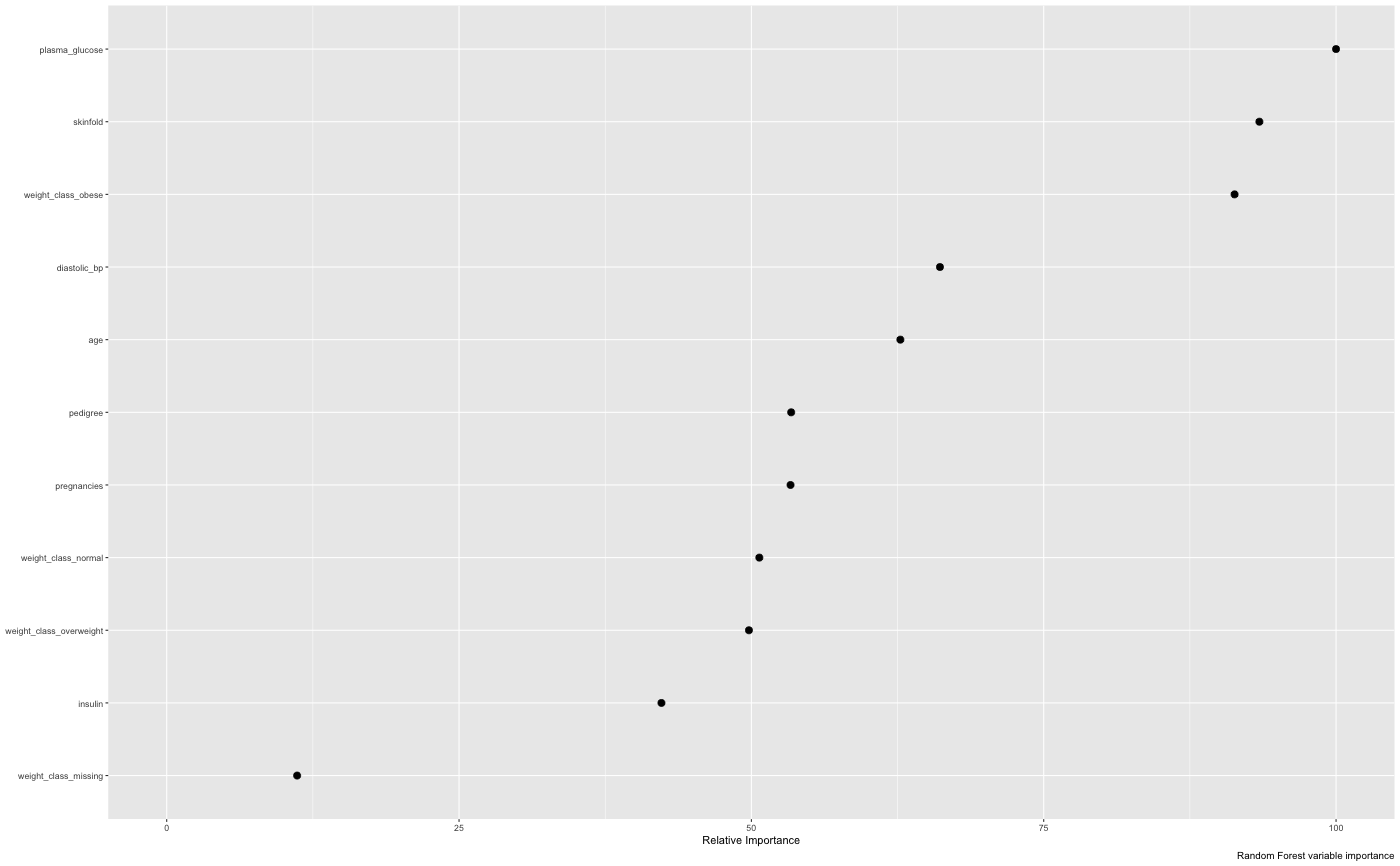 plasma_glucose
skinfold
weight_class_obese
diastolic_bp
age
pedigree
pregnancies
weight_class_normal
weight_class_overweight
insulin
weight_class_missing
0 25 50 75 100
Relative Importance
Random Forest variable importance